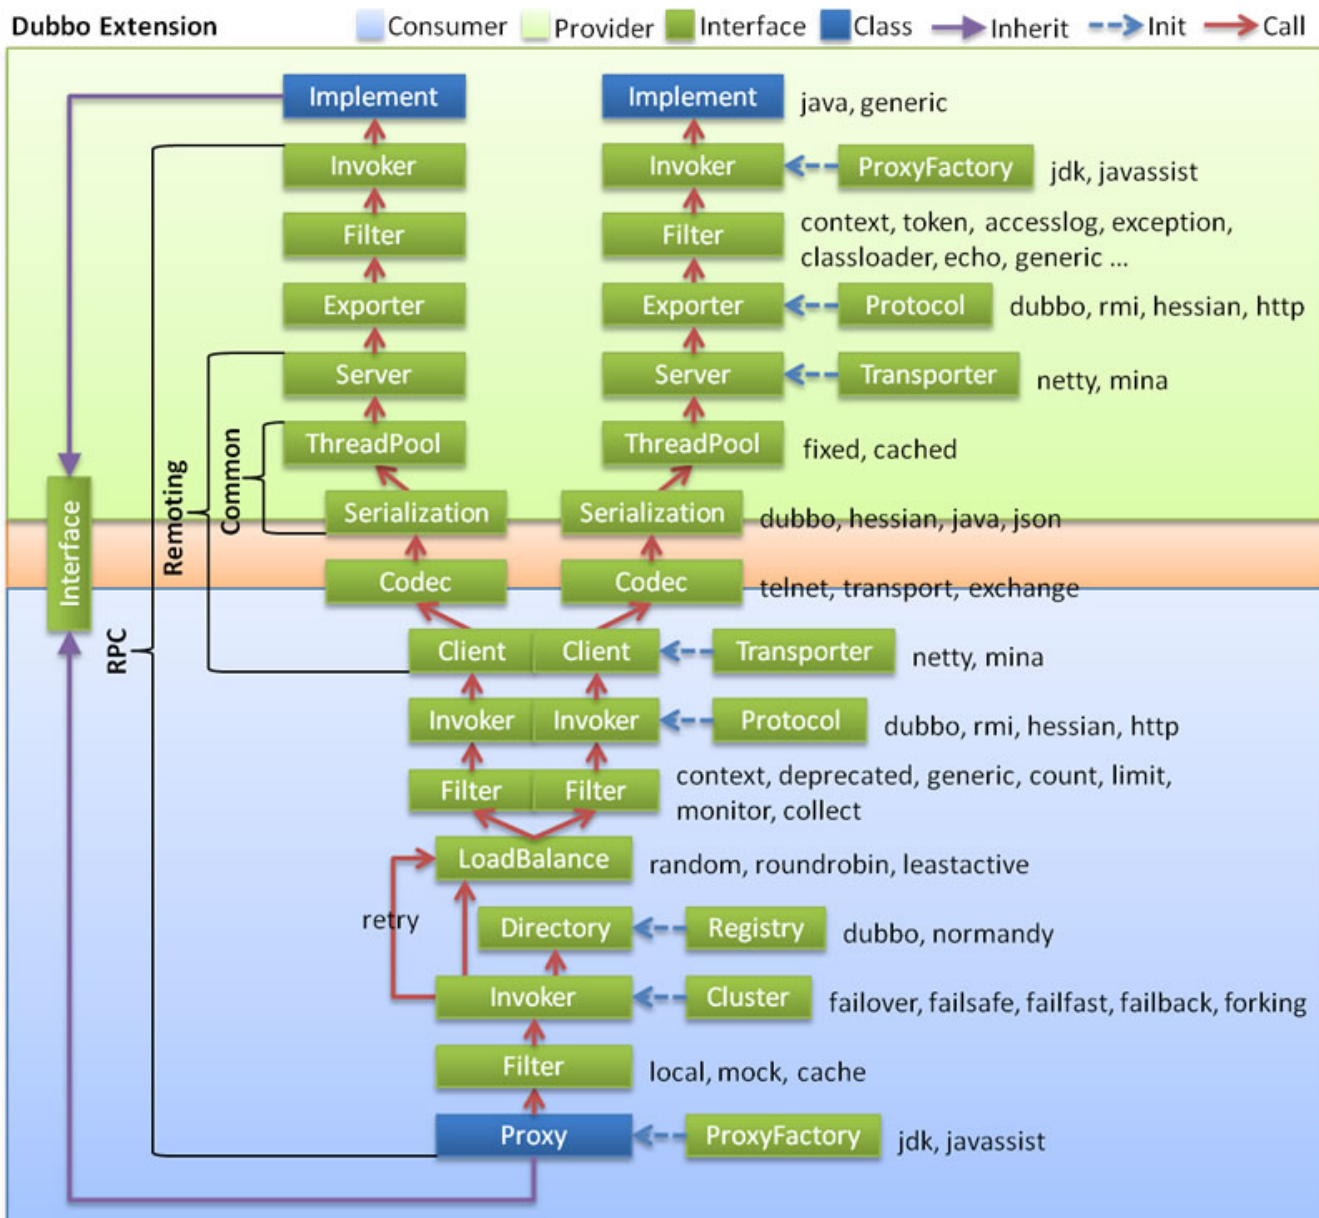 Dubbo Extension
Consumer
Provider
Interface
Class
Inherit
Init
Call
Implement
Implement
java, generic
Invoker
Invoker
ProxyFactory
jdk, javassist
Filter
Filter
context, token, accesslog, exception,
classloader, echo, generic ...
Exporter
Exporter
Protocol
dubbo, rmi, hessian, http
Server
Server
Transporter
netty, mina
ThreadPool
ThreadPool
fixed, cached
Common
Remoting
RPC
Interface
Serialization
Serialization
dubbo, hessian, java, json
Codec
Codec
telnet, transport, exchange
Client
Client
Transporter
netty, mina
Invoker
Invoker
Protocol
dubbo, rmi, hessian, http
Filter
Filter
context, deprecated, generic, count, limit,
monitor, collect
LoadBalance
random, roundrobin, leastactive
retry
Directory
Registry
dubbo, normandy
Invoker
Cluster
failover, failsafe, failfast, failback, forking
Filter
local, mock, cache
Proxy
ProxyFactory
jdk, javassist